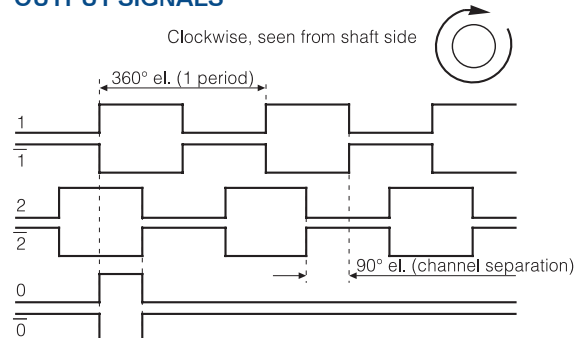 OUTPUT SIGNALS
Clockwise, seen from shaft side
360° el. (1 period)
1
1̅
2
2̅
90° el. (channel separation)
0
0̅